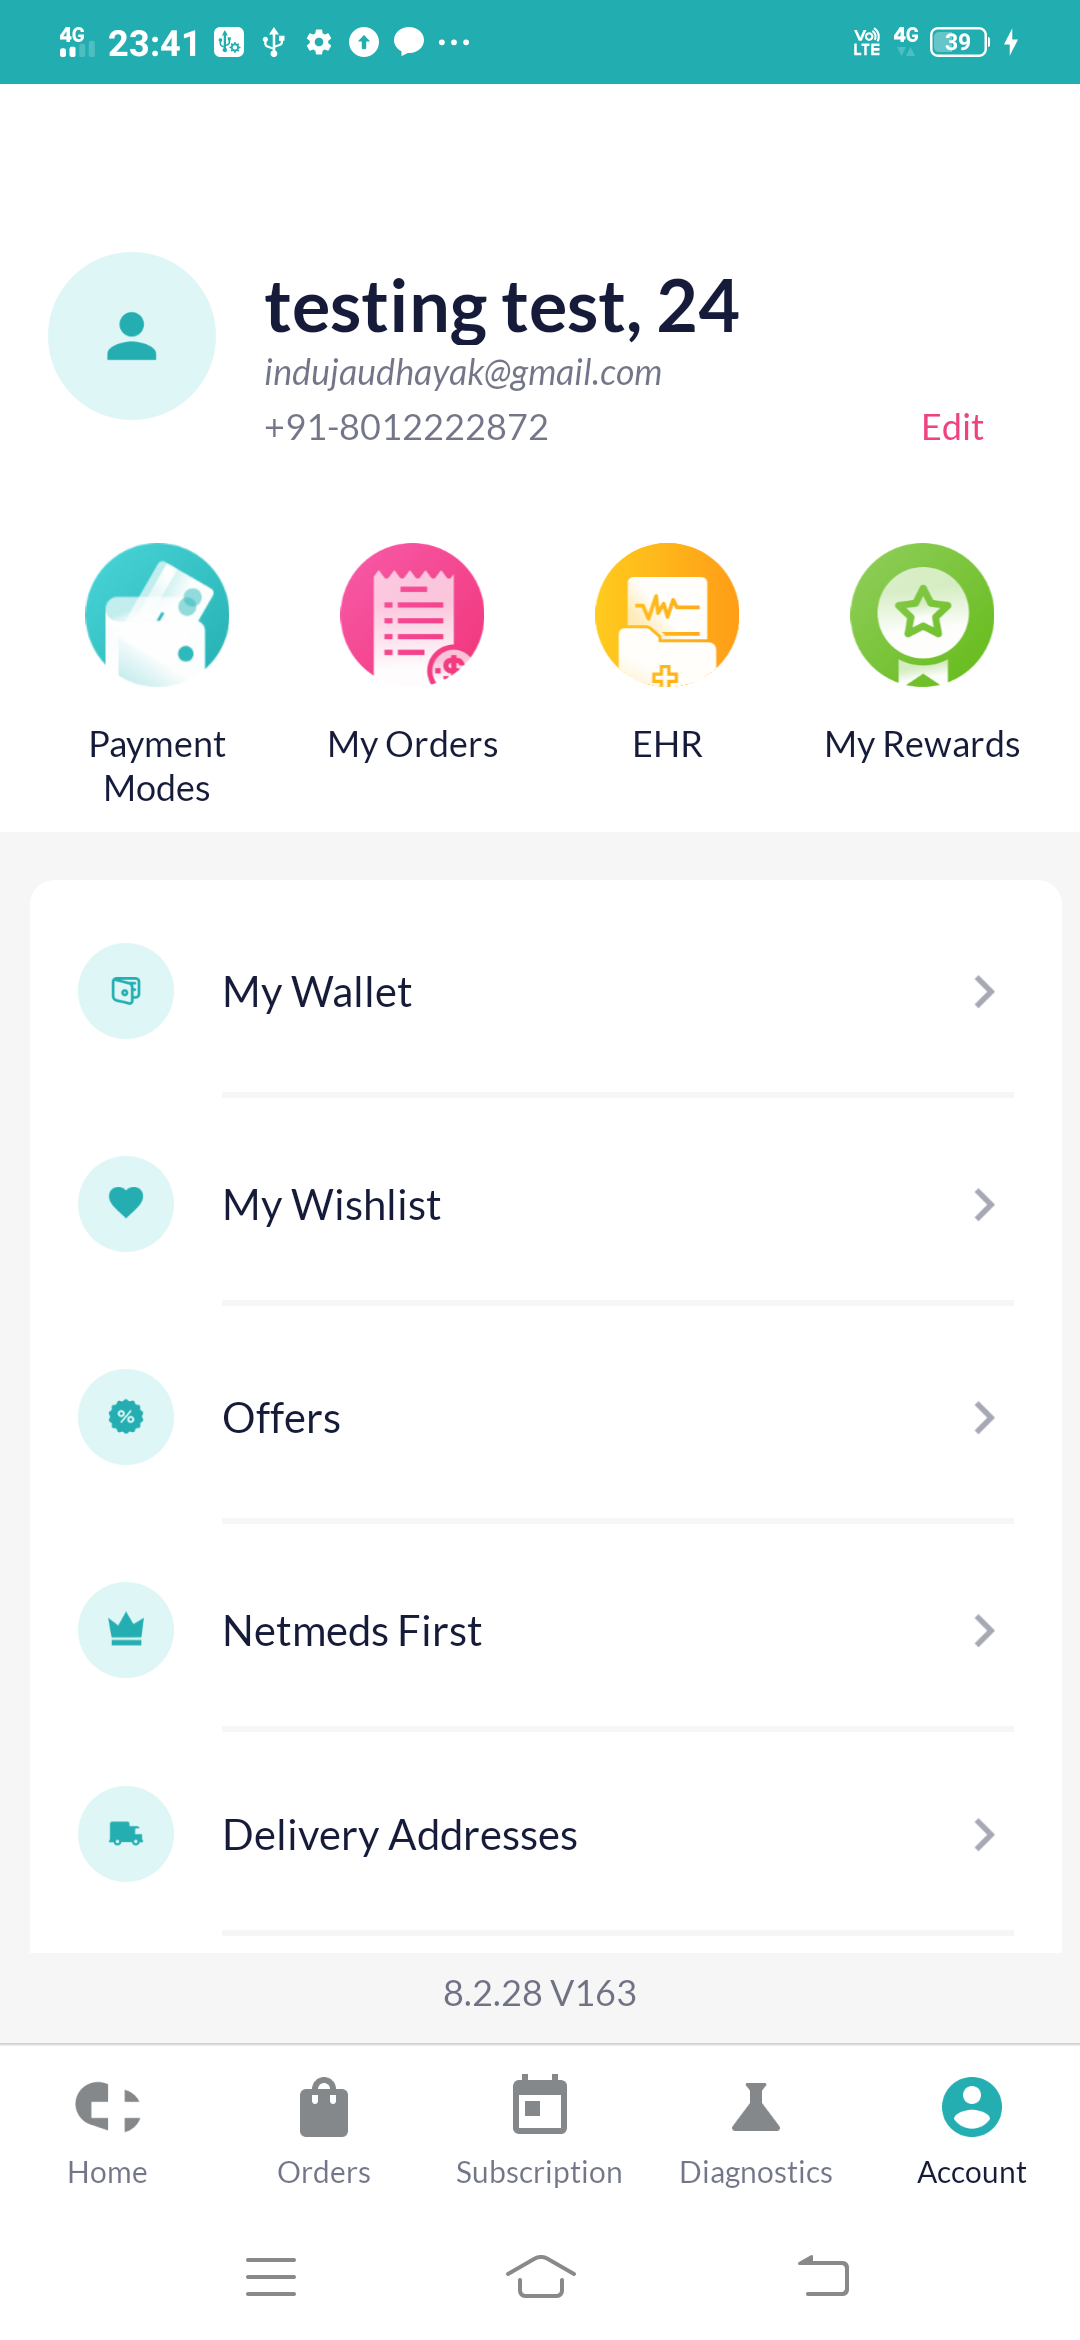 4G 23:41 Vo)) LTE 4G 39
testing test, 24
indujaudhayak@gmail.com
+91-8012222872
Edit
Payment Modes
My Orders
EHR
My Rewards
My Wallet
My Wishlist
Offers
Netmeds First
Delivery Addresses
8.2.28 V163
Home
Orders
Subscription
Diagnostics
Account